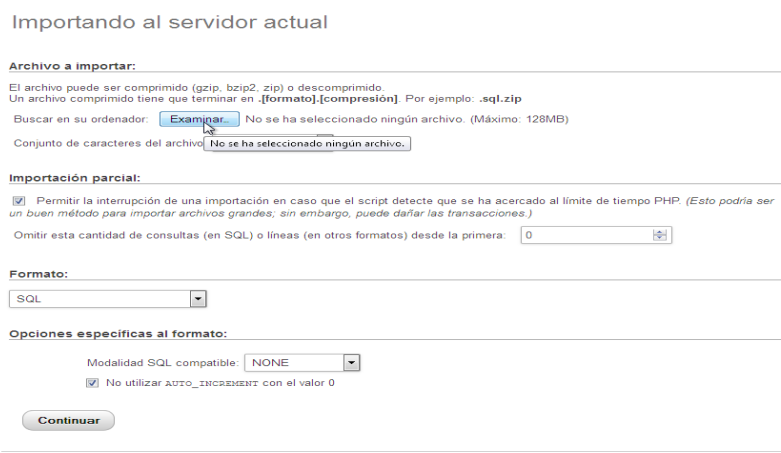 Importando al servidor actual
Archivo a importar:
El archivo puede ser comprimido (gzip, bzip2, zip) o descomprimido.
Un archivo comprimido tiene que terminar en .[formato].[compresión]. Por ejemplo: .sql.zip
Buscar en su ordenador: Examinar.. No se ha seleccionado ningún archivo. (Máximo: 128MB)
Conjunto de caracteres del archivo No se ha seleccionado ningún archivo.
Importación parcial:
Permitir la interrupción de una importación en caso que el script detecte que se ha acercado al límite de tiempo PHP. (Esto podría ser
un buen método para importar archivos grandes; sin embargo, puede dañar las transacciones.)
Omitir esta cantidad de consultas (en SQL) o líneas (en otros formatos) desde la primera: 0
Formato:
SQL
Opciones específicas al formato:
Modalidad SQL compatible: NONE
No utilizar AUTO_INCREMENT con el valor 0
Continuar